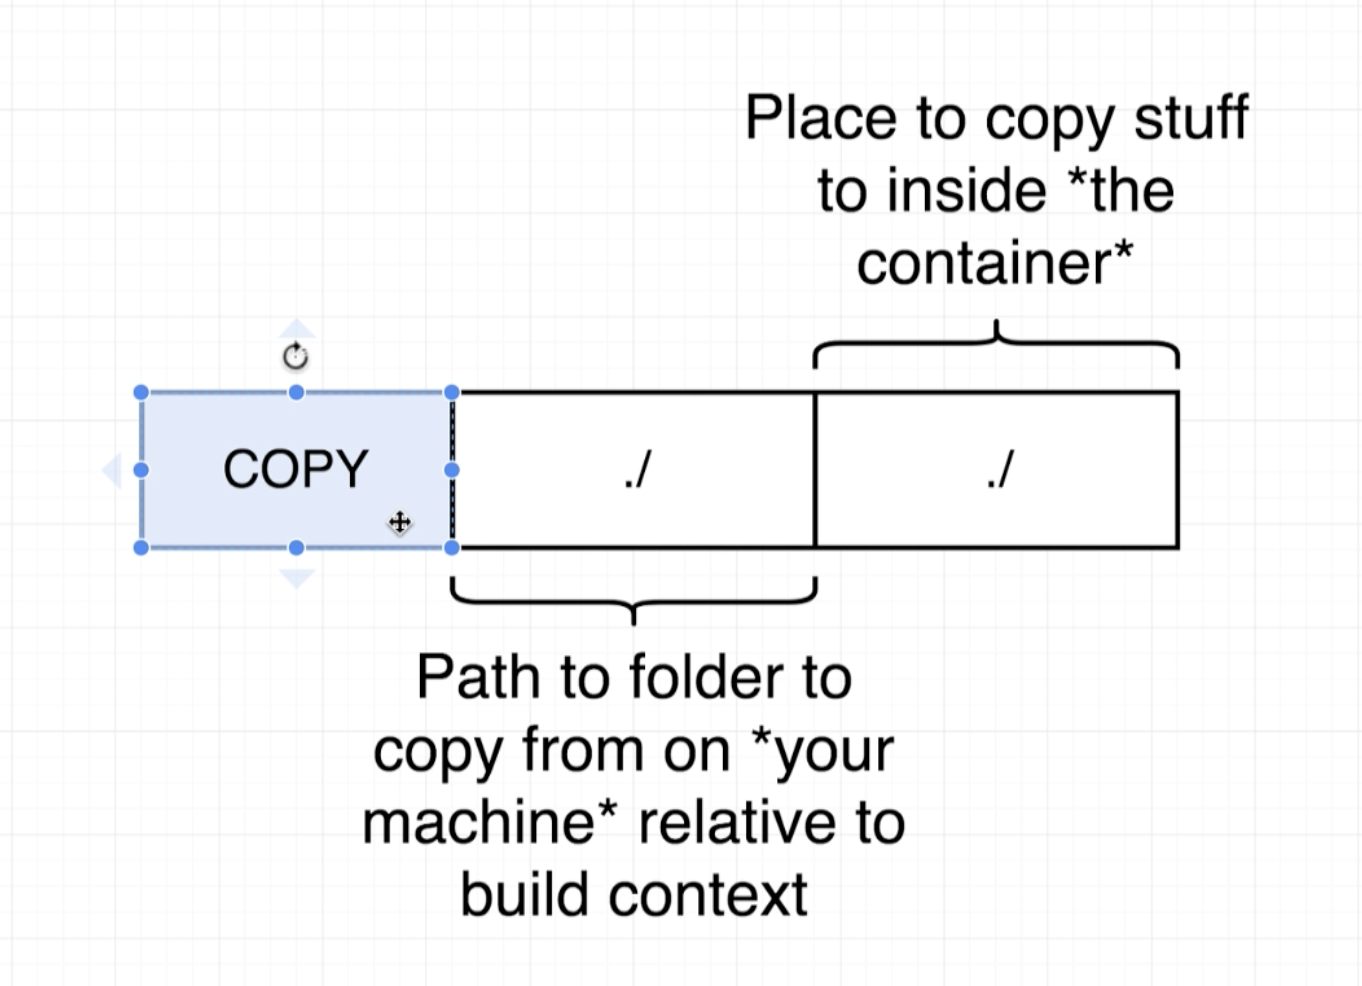 Place to copy stuff
to inside *the
container*
COPY ./ ./
Path to folder to
copy from on *your
machine* relative to
build context